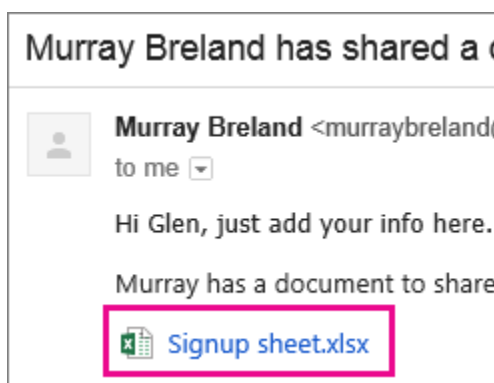 Murray Breland has shared a
Murray Breland <murraybreland
to me
Hi Glen, just add your info here.
Murray has a document to share
Signup sheet.xlsx